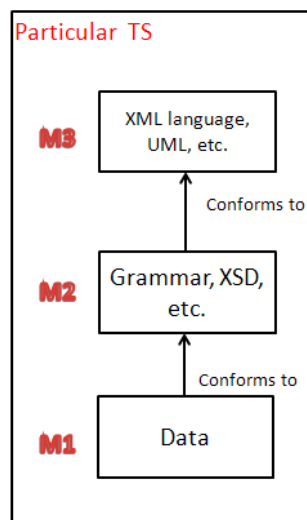 Particular TS
M3
XML language,
UML, etc.
Conforms to
M2
Grammar, XSD,
etc.
Conforms to
M1
Data